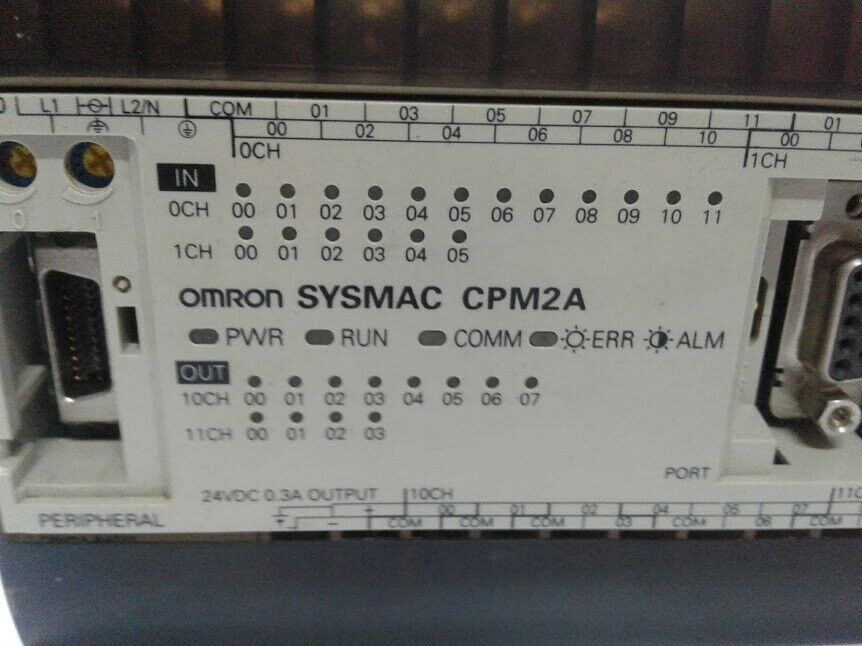 L1 L2/N COM 01 03 05 07 09 11 01
00 02 04 06 08 10 00
0CH 1CH
IN
0CH 00 01 02 03 04 05 06 07 08 09 10 11
0 1
1CH 00 01 02 03 04 05
OMRON SYSMAC CPM2A
PWR RUN COMM ERR ALM
OUT
10CH 00 01 02 03 04 05 06 07
11CH 00 01 02 03
PORT
24VDC 0.3A OUTPUT 10CH
PERIPHERAL
+ 00 01 02 04 05 07
- COM COM COM 03 COM 06 COM